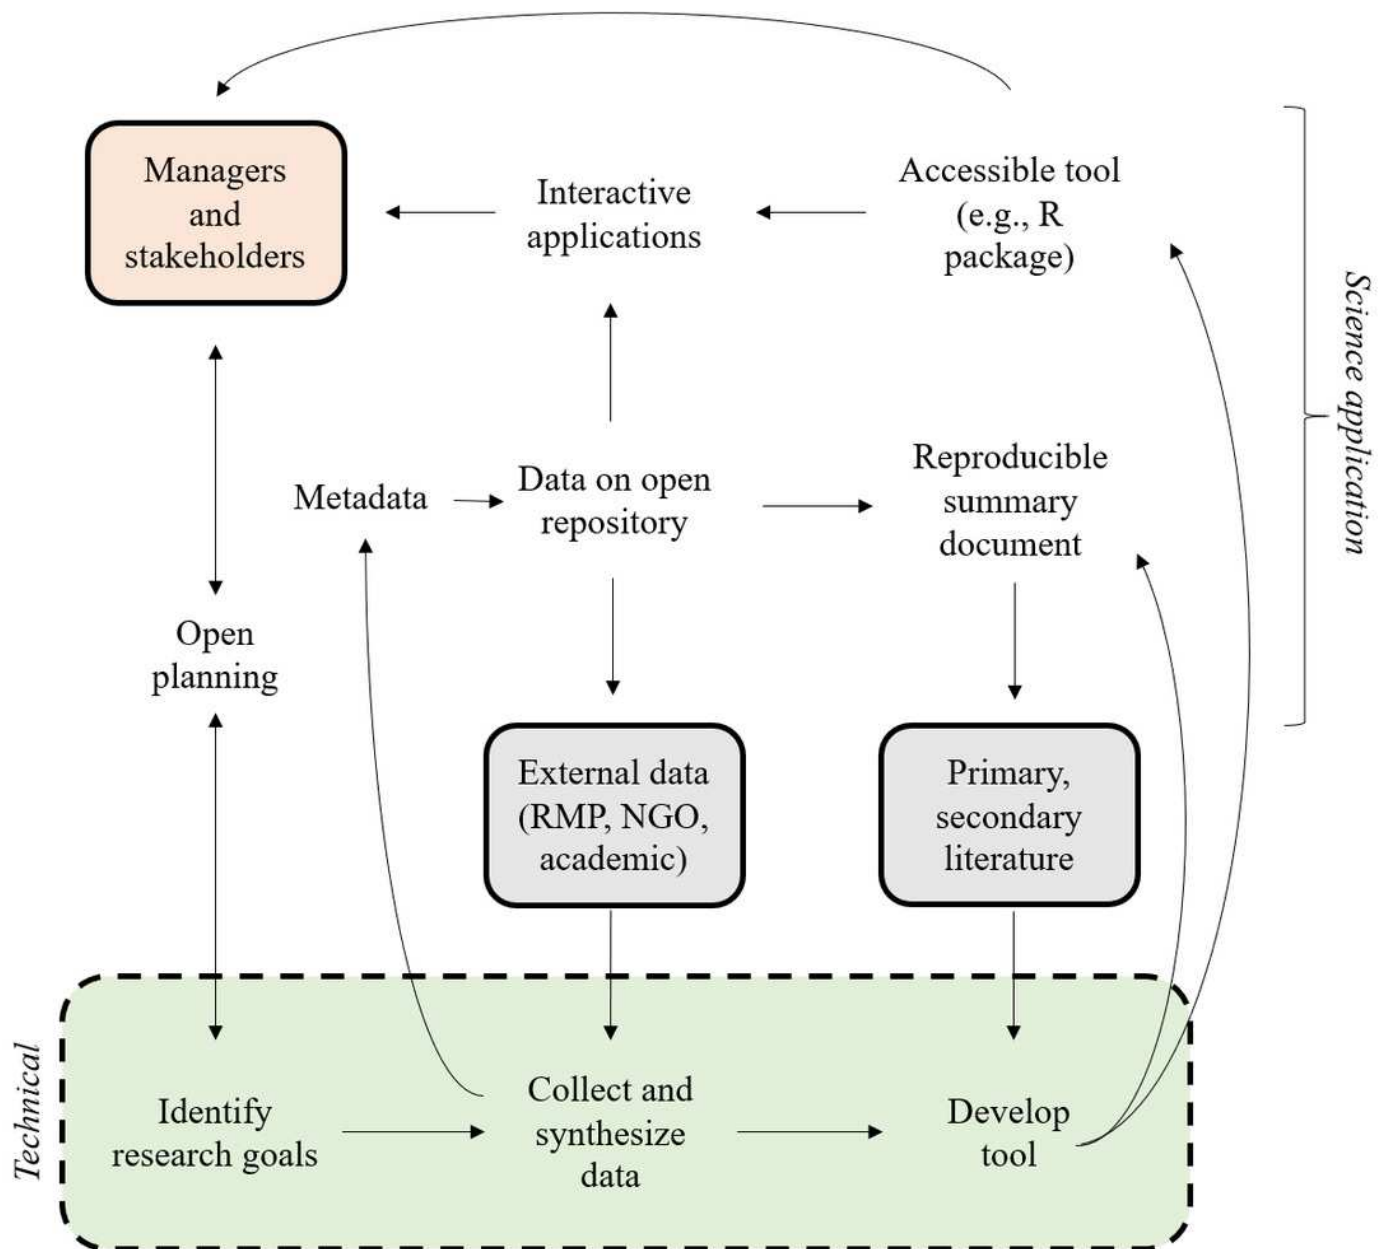 Managers
and
stakeholders
Interactive
applications
Accessible tool
(e.g., R
package)
Science application
Metadata
Data on open
repository
Reproducible
summary
document
Open
planning
External data
(RMP, NGO,
academic)
Primary,
secondary
literature
Technical
Identify
research goals
Collect and
synthesize
data
Develop
tool